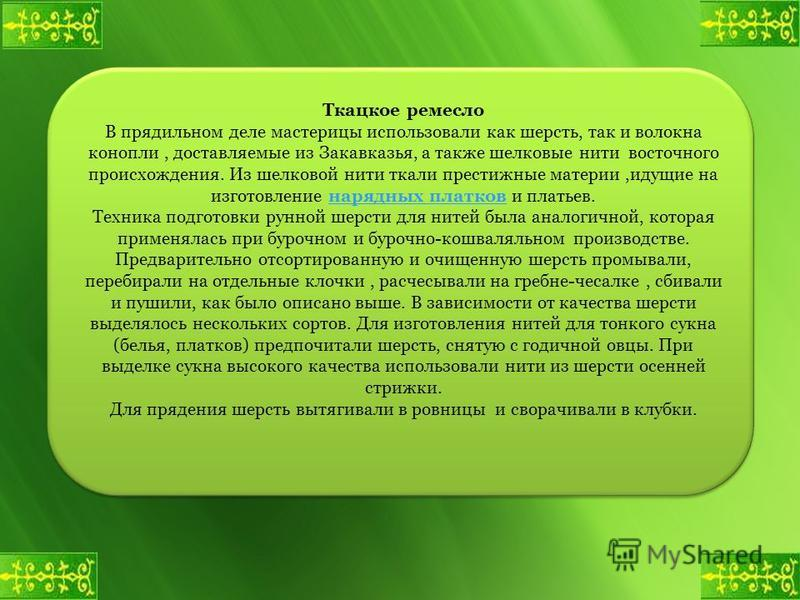 Ткацкое ремесло
В прядильном деле мастерицы использовали как шерсть, так и волокна
конопли , доставляемые из Закавказья, а также шелковые нити восточного
происхождения. Из шелковой нити ткали престижные материи ,идущие на
изготовление нарядных платков и платьев.
Техника подготовки рунной шерсти для нитей была аналогичной, которая
применялась при бурочном и бурочно-кошваляльном производстве.
Предварительно отсортированную и очищенную шерсть промывали,
перебирали на отдельные клочки , расчесывали на гребне-чесалке , сбивали
и пушили, как было описано выше. В зависимости от качества шерсти
выделялось нескольких сортов. Для изготовления нитей для тонкого сукна
(белья, платков) предпочитали шерсть, снятую с годичной овцы. При
выделке сукна высокого качества использовали нити из шерсти осенней
стрижки.
Для прядения шерсть вытягивали в ровницы и сворачивали в клубки.
MyShared